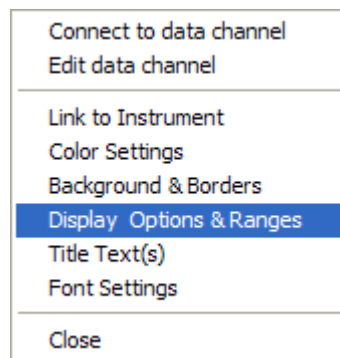 Connect to data channel
Edit data channel
Link to Instrument
Color Settings
Background & Borders
Display  Options & Ranges
Title Text(s)
Font Settings
Close